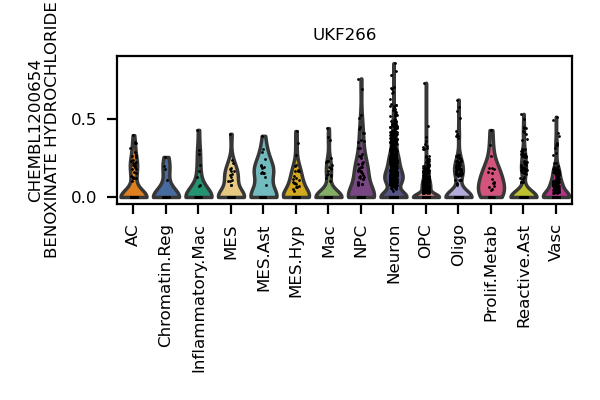 UKF266
CHEMBL1200654
BENOXINATE HYDROCHLORIDE
0.5
0.0
AC
Chromatin.Reg
Inflammatory.Mac
MES
MES.Ast
MES.Hyp
Mac
NPC
Neuron
OPC
Oligo
Prolif.Metab
Reactive.Ast
Vasc